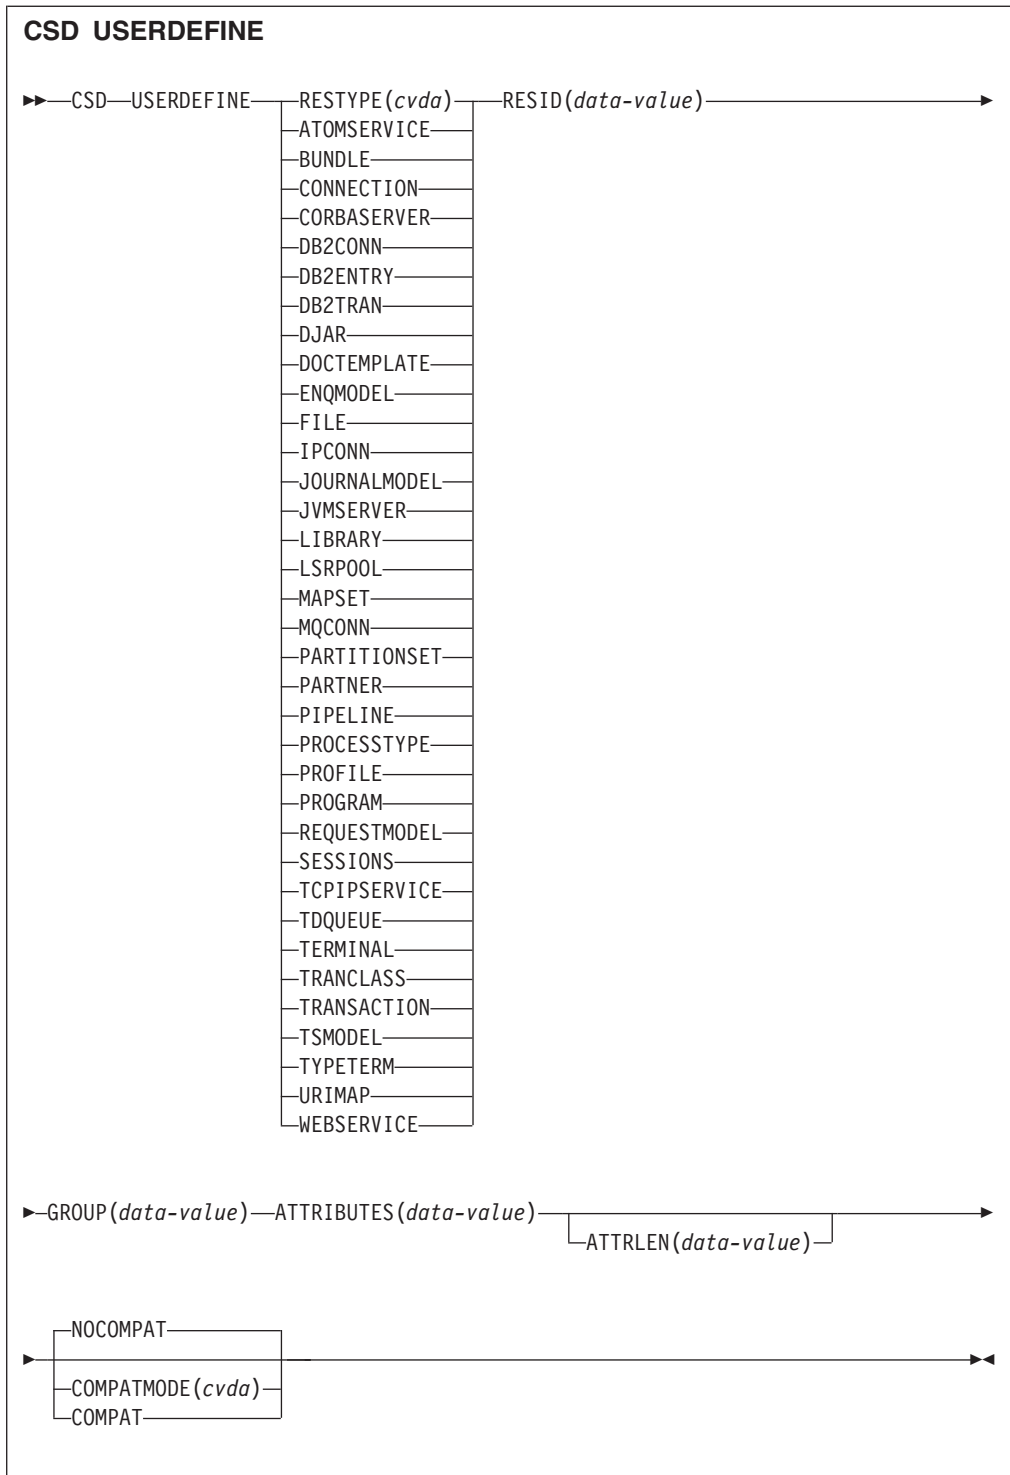 CSD USERDEFINE
CSD USERDEFINE RESTYPE(cvda) RESID(data-value)
ATOMSERVICE
BUNDLE
CONNECTION
CORBASERVER
DB2CONN
DB2ENTRY
DB2TRAN
DJAR
DOCTEMPLATE
ENQMODEL
FILE
IPCONN
JOURNALMODEL
JVMSERVER
LIBRARY
LSRPOOL
MAPSET
MQCONN
PARTITIONSET
PARTNER
PIPELINE
PROCESSTYPE
PROFILE
PROGRAM
REQUESTMODEL
SESSIONS
TCPIPSERVICE
TDQUEUE
TERMINAL
TRANCLASS
TRANSACTION
TSMODEL
TYPETERM
URIMAP
WEBSERVICE
GROUP(data-value) ATTRIBUTES(data-value)
ATTRLEN(data-value)
NOCOMPAT
COMPATMODE(cvda)
COMPAT